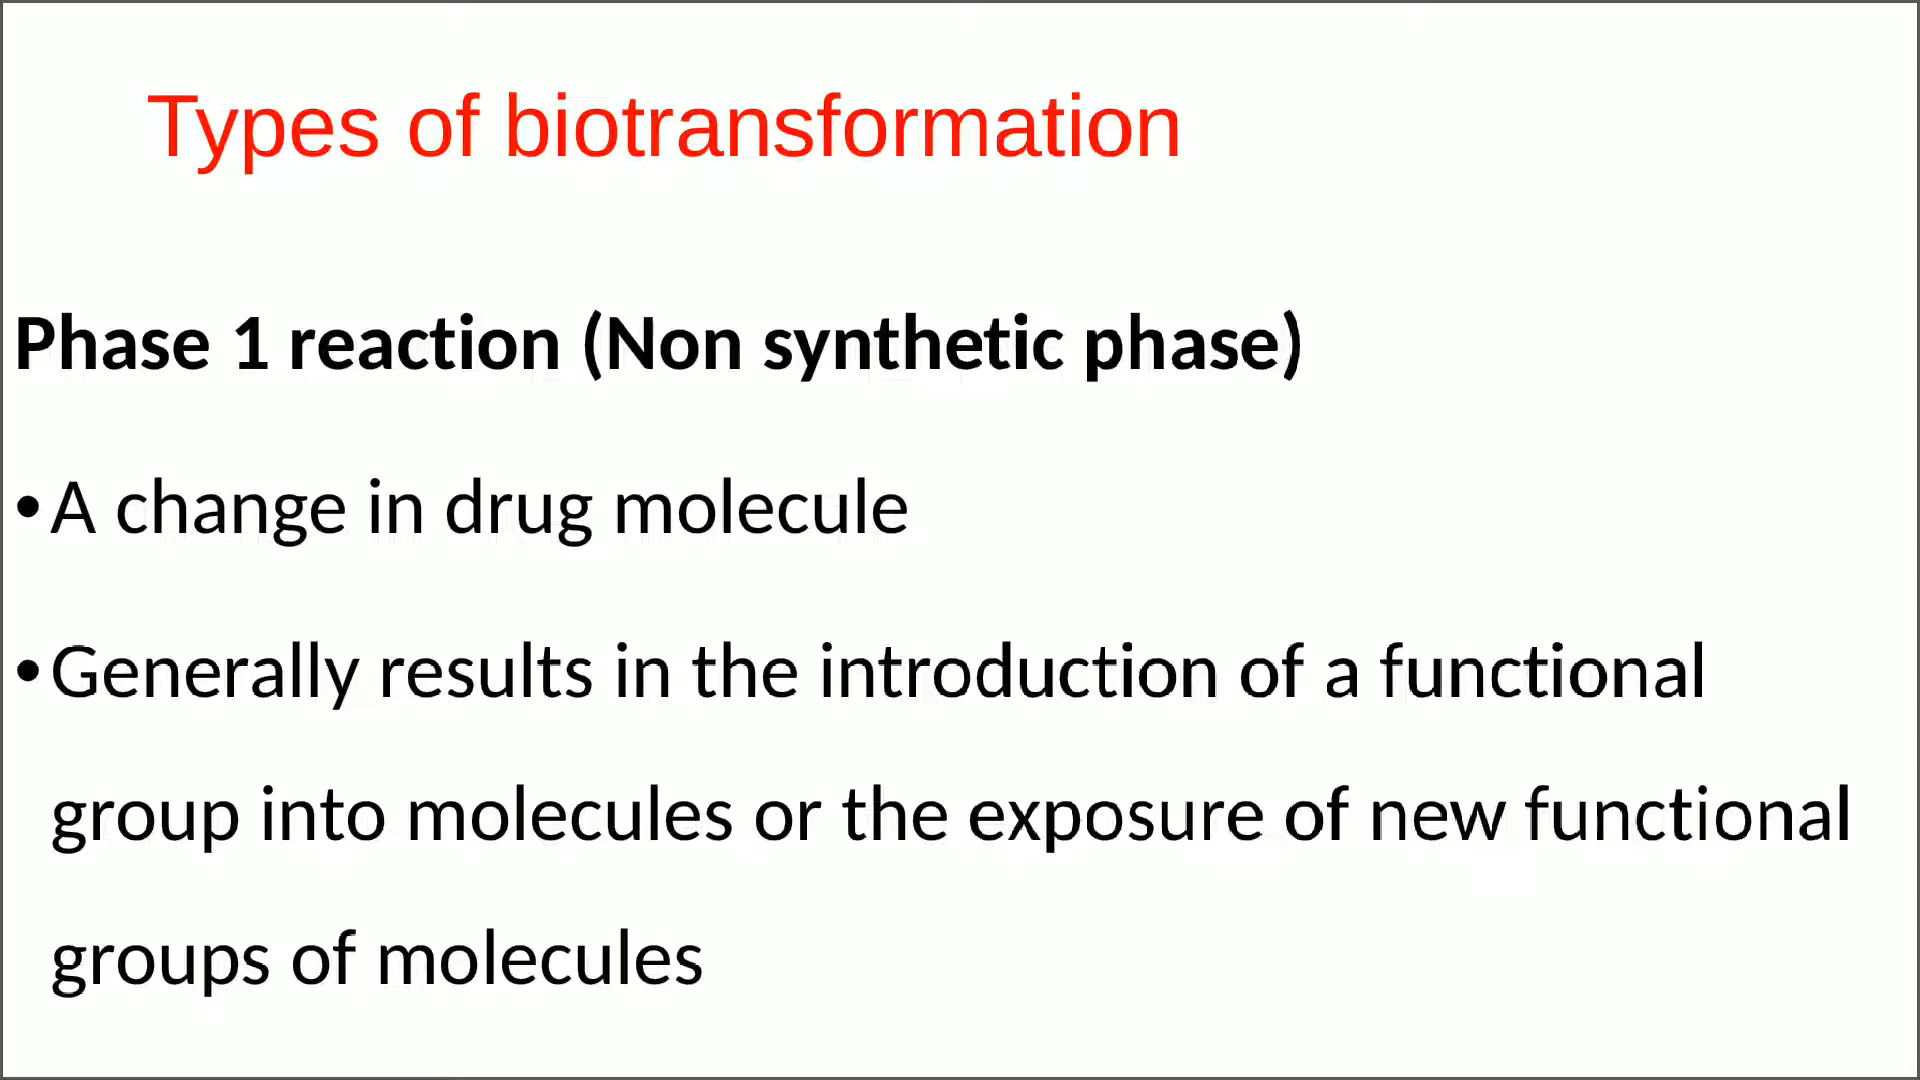 Types of biotransformation
Phase 1 reaction (Non synthetic phase)
•A change in drug molecule
•Generally results in the introduction of a functional
group into molecules or the exposure of new functional
groups of molecules